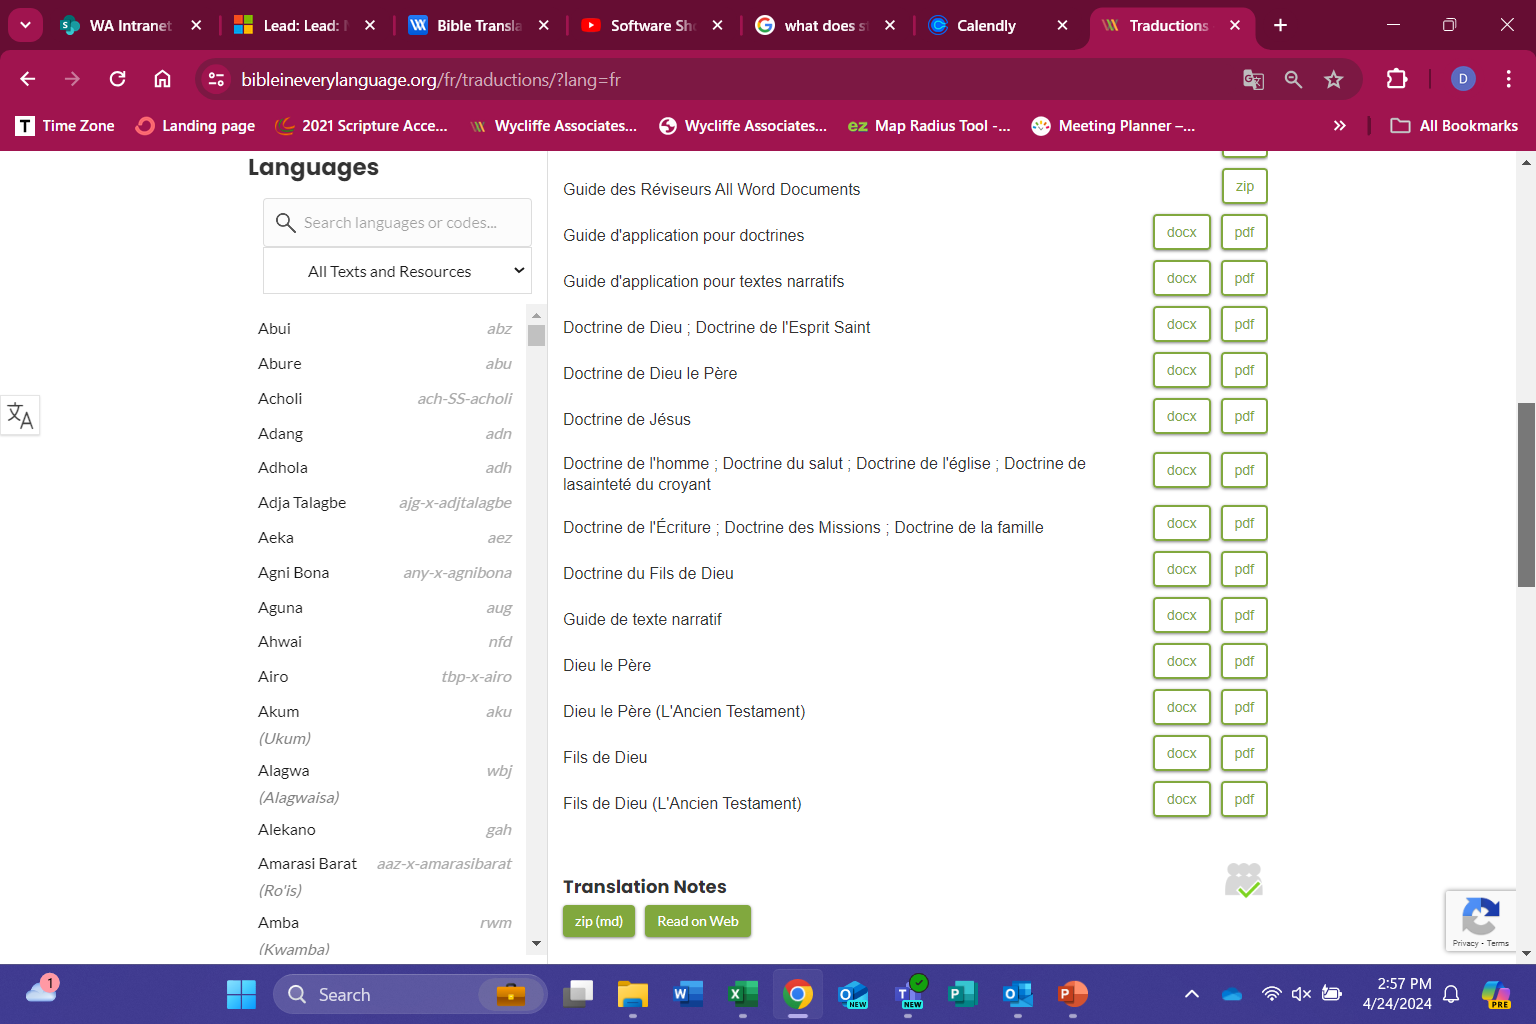 WA Intranet
Lead: Lead:
Bible Transla
Software Sh
what does s
Calendly
Traductions
bibleineverylanguage.org/fr/traductions/?lang=fr
D
T Time Zone
Landing page
2021 Scripture Acce...
Wycliffe Associates...
Wycliffe Associates...
ez Map Radius Tool -...
Meeting Planner –...
»
All Bookmarks
Languages
Search languages or codes...
All Texts and Resources
Abui abz
Abure abu
Acholi ach-SS-acholi
Adang adn
Adhola adh
Adja Talagbe ajg-x-adjtalagbe
Aeka aez
Agni Bona any-x-agnibona
Aguna aug
Ahwai nfd
Airo tbp-x-airo
Akum aku
(Ukum)
Alagwa wbj
(Alagwaisa)
Alekano gah
Amarasi Barat aaz-x-amarasibarat
(Ro'is)
Amba rwm
(Kwamba)
Guide des Réviseurs All Word Documents zip
Guide d'application pour doctrines docx pdf
Guide d'application pour textes narratifs docx pdf
Doctrine de Dieu ; Doctrine de l'Esprit Saint docx pdf
Doctrine de Dieu le Père docx pdf
Doctrine de Jésus docx pdf
Doctrine de l'homme ; Doctrine du salut ; Doctrine de l'église ; Doctrine de
lasainteté du croyant docx pdf
Doctrine de l'Écriture ; Doctrine des Missions ; Doctrine de la famille docx pdf
Doctrine du Fils de Dieu docx pdf
Guide de texte narratif docx pdf
Dieu le Père docx pdf
Dieu le Père (L'Ancien Testament) docx pdf
Fils de Dieu docx pdf
Fils de Dieu (L'Ancien Testament) docx pdf
Translation Notes
zip (md) Read on Web
Privacy - Terms
文A
1
Search
NEW
NEW
2:57 PM
4/24/2024
PRE